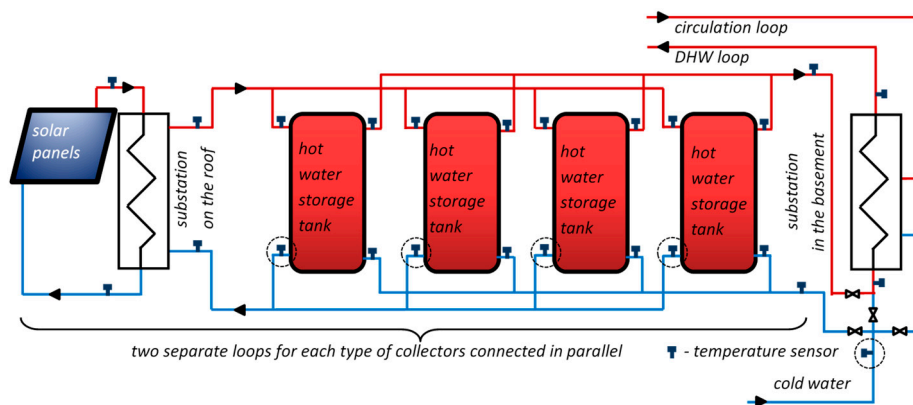 circulation loop
DHW loop
solar
panels
substation
on the roof
hot
water
storage
tank
hot
water
storage
tank
hot
water
storage
tank
hot
water
storage
tank
substation
in the basement
two separate loops for each type of collectors connected in parallel
- temperature sensor
cold water